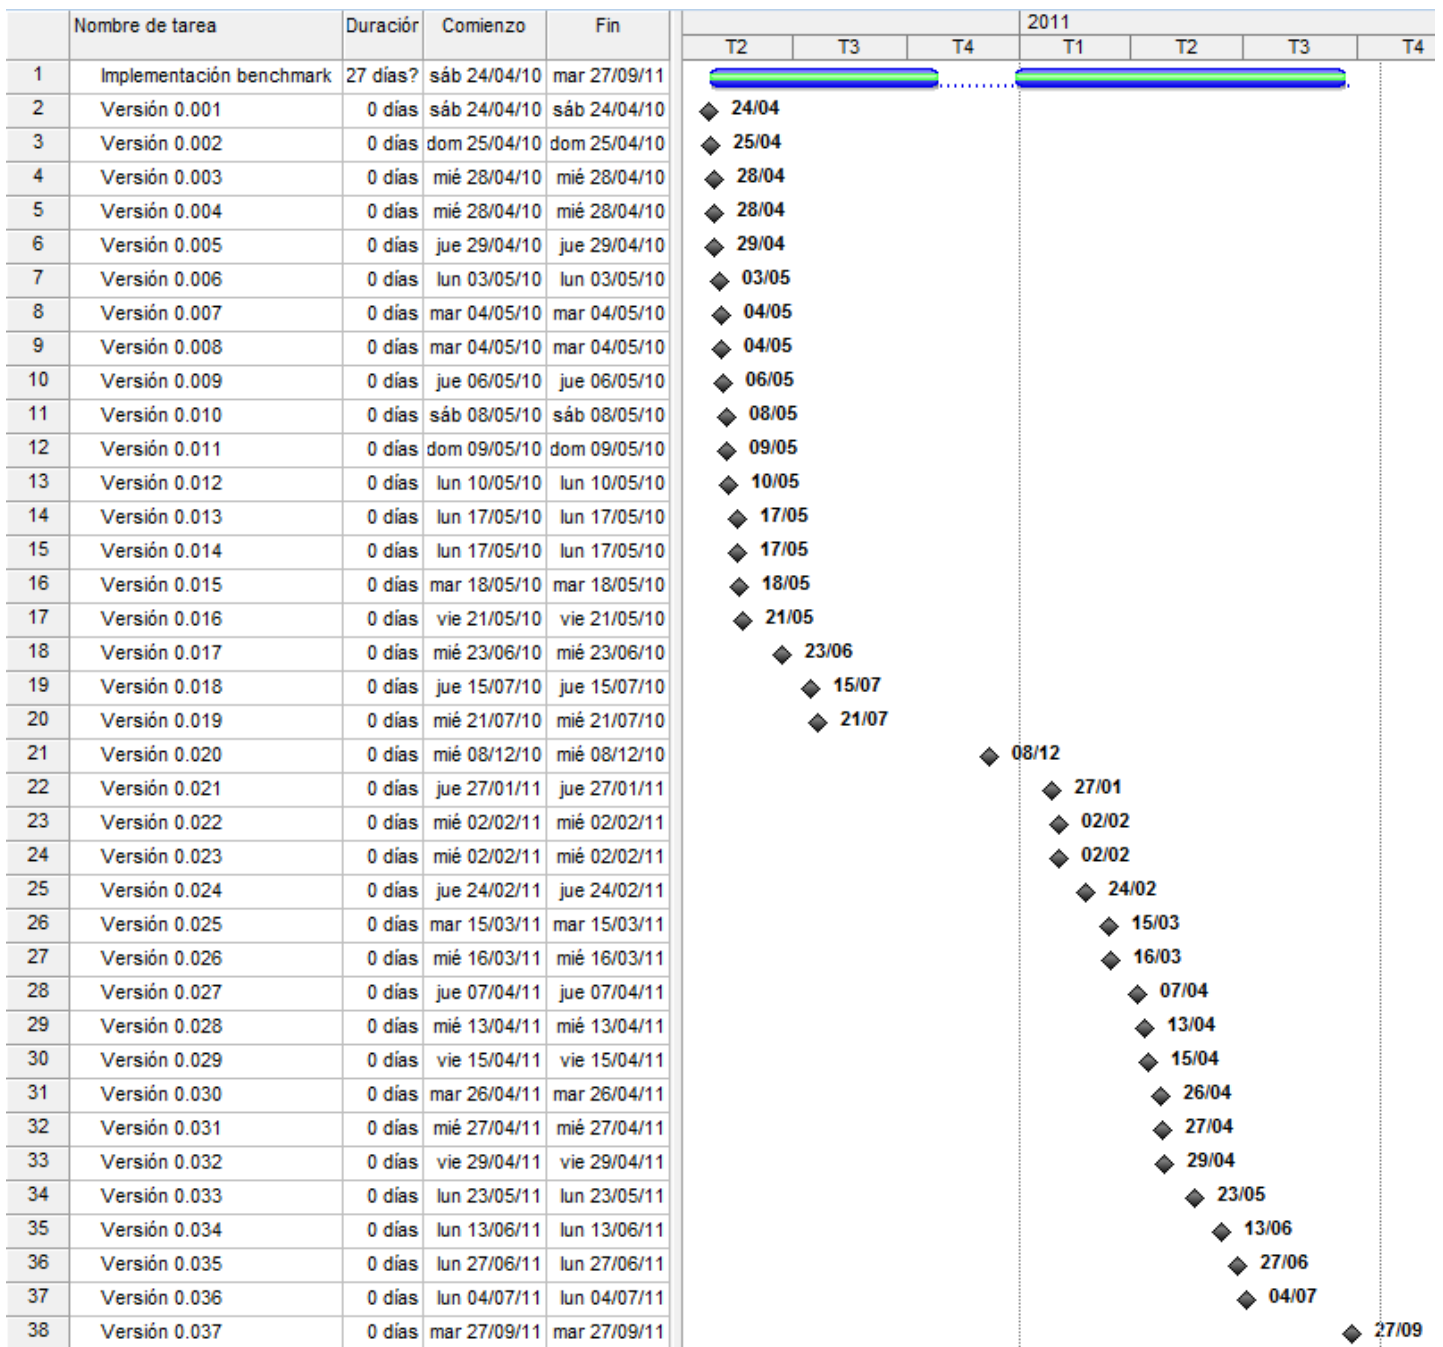 Nombre de tarea Duración Comienzo Fin 2011
T2 T3 T4 T1 T2 T3 T4
1 Implementación benchmark 27 días? sáb 24/04/10 mar 27/09/11
2 Versión 0.001 0 días sáb 24/04/10 sáb 24/04/10 24/04
3 Versión 0.002 0 días dom 25/04/10 dom 25/04/10 25/04
4 Versión 0.003 0 días mié 28/04/10 mié 28/04/10 28/04
5 Versión 0.004 0 días mié 28/04/10 mié 28/04/10 28/04
6 Versión 0.005 0 días jue 29/04/10 jue 29/04/10 29/04
7 Versión 0.006 0 días lun 03/05/10 lun 03/05/10 03/05
8 Versión 0.007 0 días mar 04/05/10 mar 04/05/10 04/05
9 Versión 0.008 0 días mar 04/05/10 mar 04/05/10 04/05
10 Versión 0.009 0 días jue 06/05/10 jue 06/05/10 06/05
11 Versión 0.010 0 días sáb 08/05/10 sáb 08/05/10 08/05
12 Versión 0.011 0 días dom 09/05/10 dom 09/05/10 09/05
13 Versión 0.012 0 días lun 10/05/10 lun 10/05/10 10/05
14 Versión 0.013 0 días lun 17/05/10 lun 17/05/10 17/05
15 Versión 0.014 0 días lun 17/05/10 lun 17/05/10 17/05
16 Versión 0.015 0 días mar 18/05/10 mar 18/05/10 18/05
17 Versión 0.016 0 días vie 21/05/10 vie 21/05/10 21/05
18 Versión 0.017 0 días mié 23/06/10 mié 23/06/10 23/06
19 Versión 0.018 0 días jue 15/07/10 jue 15/07/10 15/07
20 Versión 0.019 0 días mié 21/07/10 mié 21/07/10 21/07
21 Versión 0.020 0 días mié 08/12/10 mié 08/12/10 08/12
22 Versión 0.021 0 días jue 27/01/11 jue 27/01/11 27/01
23 Versión 0.022 0 días mié 02/02/11 mié 02/02/11 02/02
24 Versión 0.023 0 días mié 02/02/11 mié 02/02/11 02/02
25 Versión 0.024 0 días jue 24/02/11 jue 24/02/11 24/02
26 Versión 0.025 0 días mar 15/03/11 mar 15/03/11 15/03
27 Versión 0.026 0 días mié 16/03/11 mié 16/03/11 16/03
28 Versión 0.027 0 días jue 07/04/11 jue 07/04/11 07/04
29 Versión 0.028 0 días mié 13/04/11 mié 13/04/11 13/04
30 Versión 0.029 0 días vie 15/04/11 vie 15/04/11 15/04
31 Versión 0.030 0 días mar 26/04/11 mar 26/04/11 26/04
32 Versión 0.031 0 días mié 27/04/11 mié 27/04/11 27/04
33 Versión 0.032 0 días vie 29/04/11 vie 29/04/11 29/04
34 Versión 0.033 0 días lun 23/05/11 lun 23/05/11 23/05
35 Versión 0.034 0 días lun 13/06/11 lun 13/06/11 13/06
36 Versión 0.035 0 días lun 27/06/11 lun 27/06/11 27/06
37 Versión 0.036 0 días lun 04/07/11 lun 04/07/11 04/07
38 Versión 0.037 0 días mar 27/09/11 mar 27/09/11 27/09